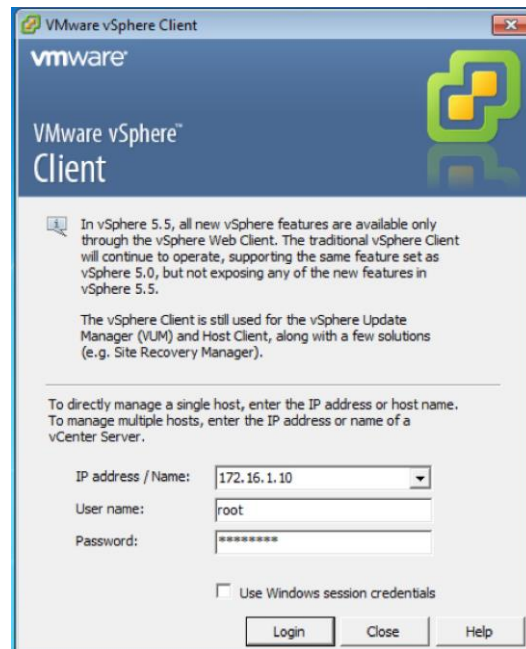 VMware vSphere Client
vmware®
VMware vSphere™
Client
In vSphere 5.5, all new vSphere features are available only
through the vSphere Web Client. The traditional vSphere Client
will continue to operate, supporting the same feature set as
vSphere 5.0, but not exposing any of the new features in
vSphere 5.5.
The vSphere Client is still used for the vSphere Update
Manager (VUM) and Host Client, along with a few solutions
(e.g. Site Recovery Manager).
To directly manage a single host, enter the IP address or host name.
To manage multiple hosts, enter the IP address or name of a
vCenter Server.
IP address / Name: 172.16.1.10
User name: root
Password: ********
Use Windows session credentials
Login Close Help